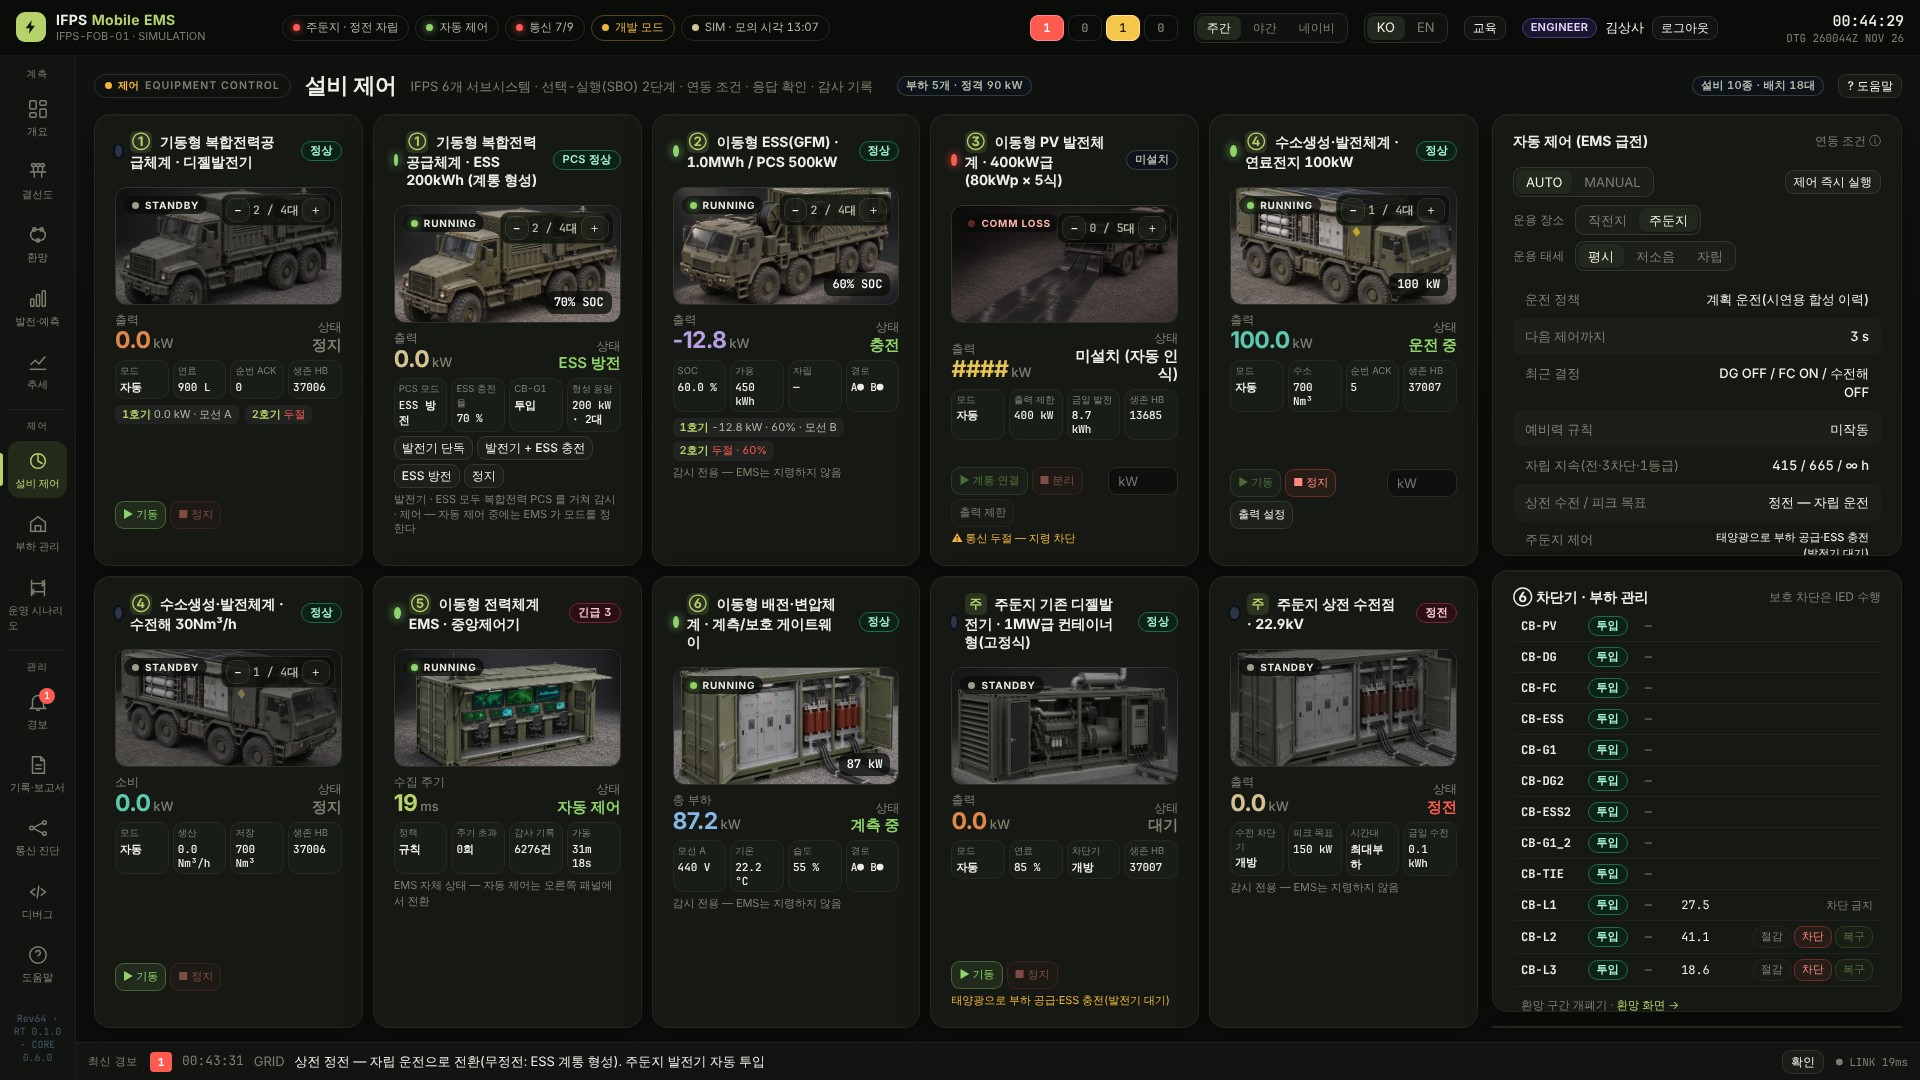 IFPS Mobile EMS
IFPS-FOB-01 · SIMULATION
주둔지 · 정전 자립
자동 제어
통신 7/9
개발 모드
SIM · 모의 시각 13:07
1 0 1 0
주간 야간 네이비
KO EN
교육
ENGINEER 김상사 로그아웃
00:44:29
DTG 260044Z NOV 26
계측
개요
결선도
환망
발전·예측
추세
제어
설비 제어
부하 관리
운영 시나리오
관리
경보 1
기록·보고서
통신 진단
디버그
도움말
Rev64 ·
RT 0.1.0
· CORE
0.6.0
제어 EQUIPMENT CONTROL
설비 제어
IFPS 6개 서브시스템 · 선택-실행(SBO) 2단계 · 연동 조건 · 응답 확인 · 감사 기록
부하 5개 · 정격 90 kW
설비 10종 · 배치 18대
? 도움말
① 기동형 복합전력공
급체계 · 디젤발전기
정상
STANDBY
− 2 / 4대 +
출력
0.0 kW
상태
정지
모드 연료 순번 ACK 생존 HB
자동 900 L 0 37006
1호기 0.0 kW · 모선 A 2호기 두절
▶ 기동 ■ 정지
① 기동형 복합전력
공급체계 · ESS
200kWh (계통 형성)
PCS 정상
RUNNING
− 2 / 4대 +
70% SOC
출력
0.0 kW
상태
ESS 방전
PCS 모드 ESS 충전율 CB-G1 형성 용량
ESS 방전 70 % 투입 200 kW · 2대
발전기 단독 발전기 + ESS 충전
ESS 방전 정지
발전기 · ESS 모두 복합전력 PCS 를 거쳐 감시
· 제어 — 자동 제어 중에는 EMS 가 모드를 정
한다
② 이동형 ESS(GFM) ·
1.0MWh / PCS 500kW
정상
RUNNING
− 2 / 4대 +
60% SOC
출력
-12.8 kW
상태
충전
SOC 가용 자립 경로
60.0 % 450 kWh — A● B●
1호기 -12.8 kW · 60% · 모선 B
2호기 두절 · 60%
감시 전용 — EMS는 지령하지 않음
③ 이동형 PV 발전체
계 · 400kW급
(80kWp × 5식)
미설치
COMM LOSS
− 0 / 5대 +
출력
#### kW
상태
미설치 (자동 인
식)
모드 출력 제한 금일 발전 생존 HB
자동 400 kW 8.7 kWh 13685
▶ 계통 연결 ■ 분리 kW
출력 제한
⚠ 통신 두절 — 지령 차단
④ 수소생성·발전체계 ·
연료전지 100kW
정상
RUNNING
− 1 / 4대 +
100 kW
출력
100.0 kW
상태
운전 중
모드 수소 순번 ACK 생존 HB
자동 700 Nm³ 5 37007
▶ 기동 ■ 정지 kW
출력 설정
④ 수소생성·발전체계 ·
수전해 30Nm³/h
정상
STANDBY
− 1 / 4대 +
소비
0.0 kW
상태
정지
모드 생산 저장 생존 HB
자동 0.0 Nm³/h 700 Nm³ 37006
▶ 기동 ■ 정지
⑤ 이동형 전력체계
EMS · 중앙제어기
긴급 3
RUNNING
수집 주기
19 ms
상태
자동 제어
정책 주기 초과 감사 기록 가동
규칙 0회 6276건 31m 18s
EMS 자체 상태 — 자동 제어는 오른쪽 패널에
서 전환
⑥ 이동형 배전·변압체
계 · 계측/보호 게이트웨
이
정상
RUNNING
87 kW
총 부하
87.2 kW
상태
계측 중
모선 A 기온 습도 경로
440 V 22.2 °C 55 % A● B●
감시 전용 — EMS는 지령하지 않음
주 주둔지 기존 디젤발
전기 · 1MW급 컨테이너
형(고정식)
정상
STANDBY
출력
0.0 kW
상태
대기
모드 연료 차단기 생존 HB
자동 85 % 개방 37007
▶ 기동 ■ 정지
태양광으로 부하 공급·ESS 충전(발전기 대기)
주 주둔지 상전 수전점
· 22.9kV
정전
STANDBY
출력
0.0 kW
상태
정전
수전 차단기 피크 목표 시간대 금일 수전
개방 150 kW 최대부하 0.1 kWh
감시 전용 — EMS는 지령하지 않음
자동 제어 (EMS 급전)
연동 조건 ⓘ
AUTO MANUAL
제어 즉시 실행
운용 장소 작전지 주둔지
운용 태세 평시 저소음 자립
운전 정책 계획 운전(시연용 합성 이력)
다음 제어까지 3 s
최근 결정 DG OFF / FC ON / 수전해
OFF
예비력 규칙 미작동
자립 지속(전·3차단·1등급) 415 / 665 / ∞ h
상전 수전 / 피크 목표 정전 — 자립 운전
주둔지 제어 태양광으로 부하 공급·ESS 충전
(발전기 대기)
⑥ 차단기 · 부하 관리
보호 차단은 IED 수행
CB-PV 투입 —
CB-DG 투입 —
CB-FC 투입 —
CB-ESS 투입 —
CB-G1 투입 —
CB-DG2 투입 —
CB-ESS2 투입 —
CB-G1_2 투입 —
CB-TIE 투입 —
CB-L1 투입 — 27.5 차단 금지
CB-L2 투입 — 41.1 절감 차단 복구
CB-L3 투입 — 18.6 절감 차단 복구
환망 구간 개폐기 · 환망 화면 →
최신 경보 1 00:43:31 GRID 상전 정전 — 자립 운전으로 전환(무정전: ESS 계통 형성). 주둔지 발전기 자동 투입
확인
LINK 19ms